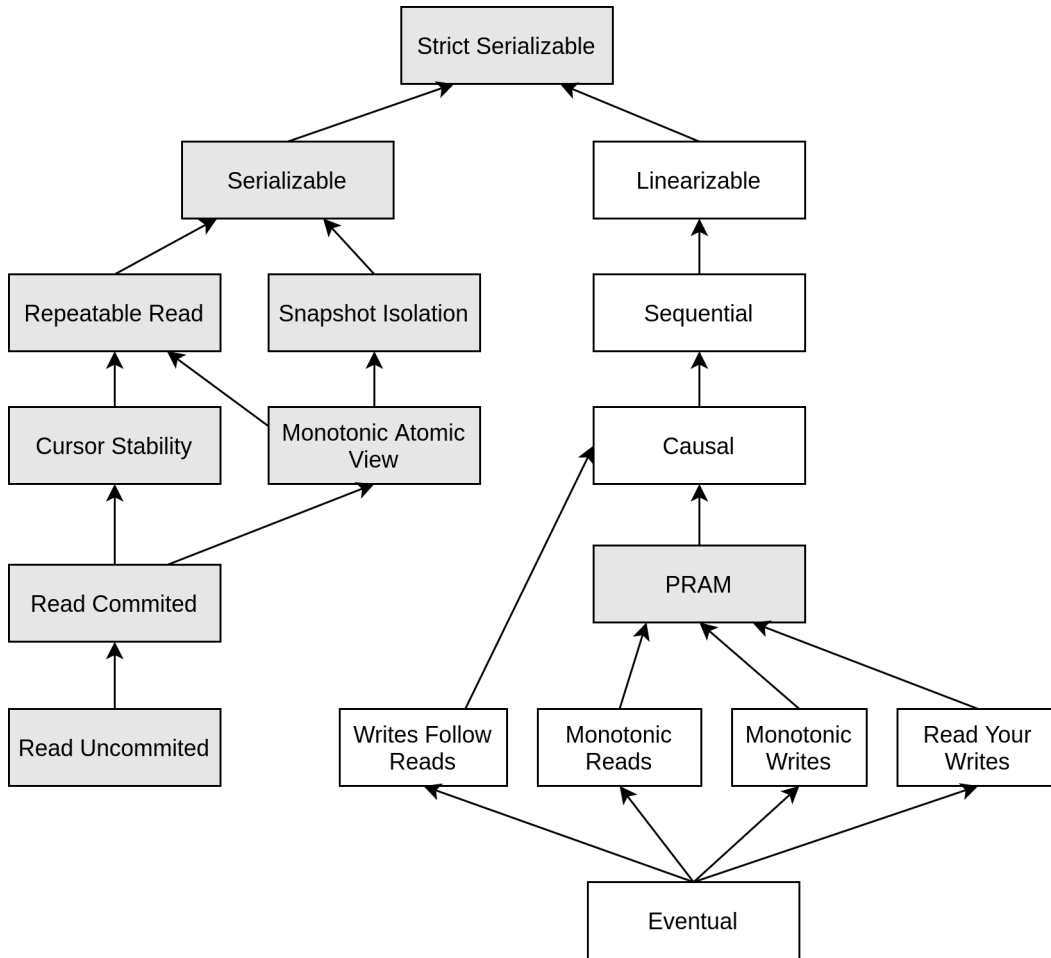 Strict Serializable
Serializable
Linearizable
Repeatable Read
Snapshot Isolation
Sequential
Cursor Stability
Monotonic Atomic
View
Causal
Read Commited
PRAM
Read Uncommited
Writes Follow
Reads
Monotonic
Reads
Monotonic
Writes
Read Your
Writes
Eventual